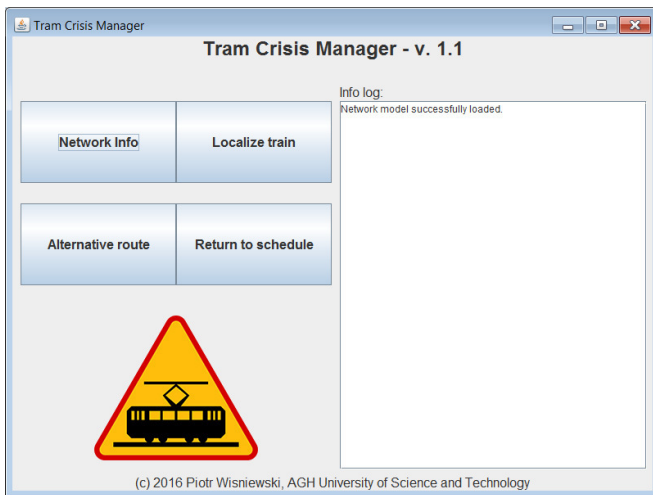 Tram Crisis Manager
Tram Crisis Manager - v. 1.1
Info log:
Network model successfully loaded.
Network Info
Localize train
Alternative route
Return to schedule
(c) 2016 Piotr Wisniewski, AGH University of Science and Technology